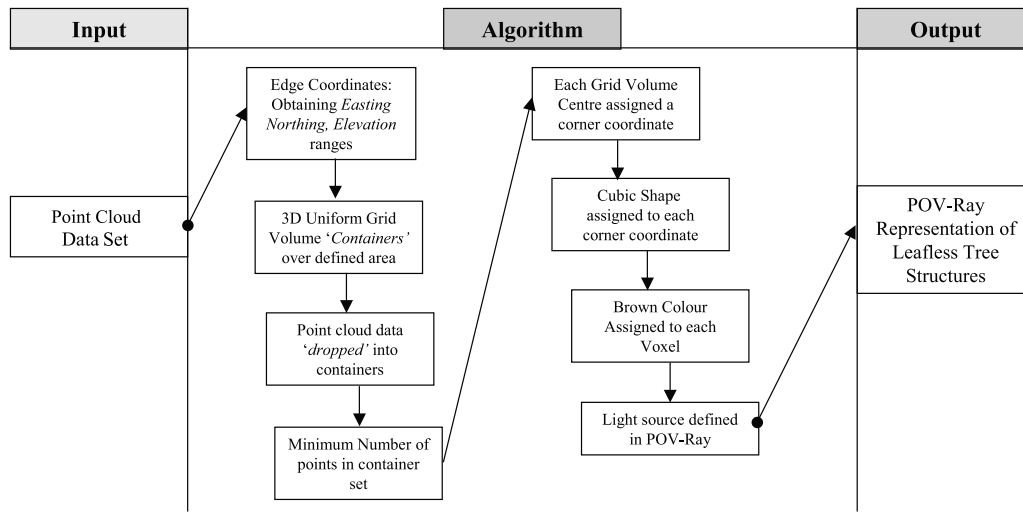 Input
Algorithm
Output
Point Cloud
Data Set
Edge Coordinates:
Obtaining Easting
Northing, Elevation
ranges
3D Uniform Grid
Volume ‘Containers’
over defined area
Point cloud data
‘dropped’ into
containers
Minimum Number of
points in container
set
Each Grid Volume
Centre assigned a
corner coordinate
Cubic Shape
assigned to each
corner coordinate
Brown Colour
Assigned to each
Voxel
Light source defined
in POV-Ray
POV-Ray
Representation of
Leafless Tree
Structures